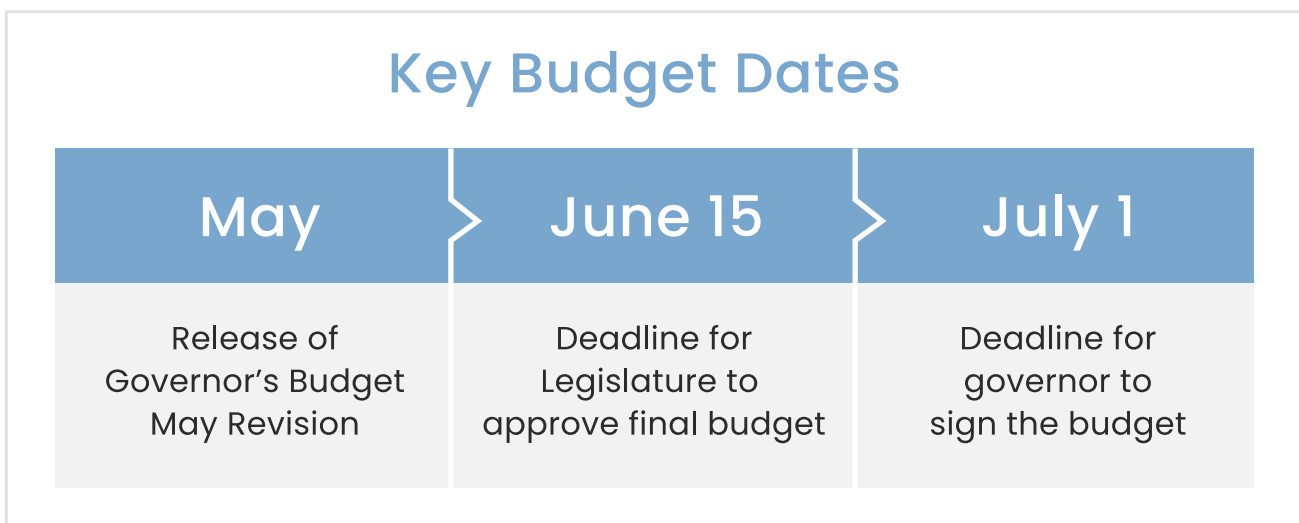 Key Budget Dates
May
June 15
July 1
Release of
Governor’s Budget
May Revision
Deadline for
Legislature to
approve final budget
Deadline for
governor to
sign the budget